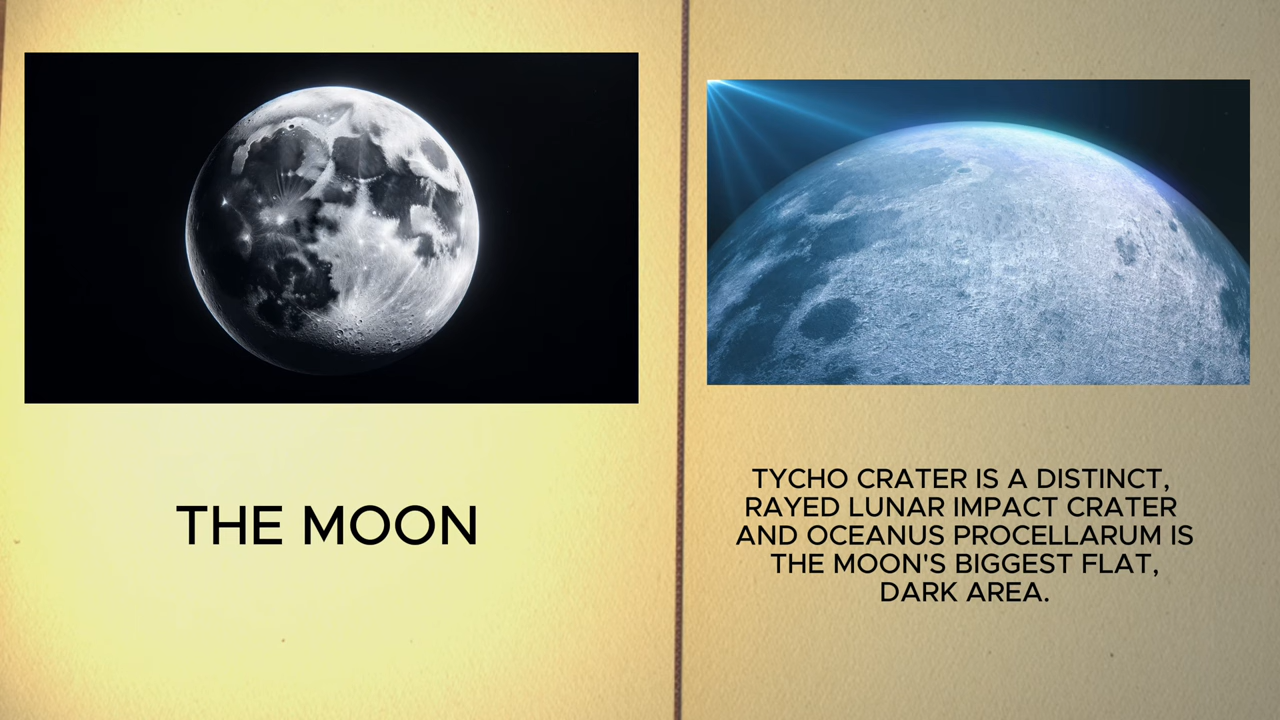 THE MOON
TYCHO CRATER IS A DISTINCT,
RAYED LUNAR IMPACT CRATER
AND OCEANUS PROCELLARUM IS
THE MOON'S BIGGEST FLAT,
DARK AREA.